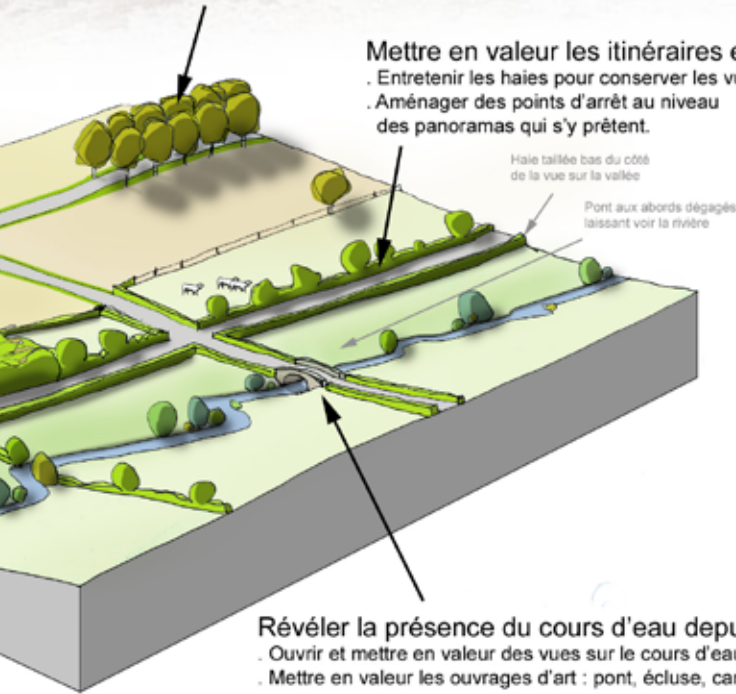 Mettre en valeur les itinéraires
. Entretenir les haies pour conserver les
. Aménager des points d'arrêt au niveau
des panoramas qui s'y prêtent.
Haie taillée bas du côté
de la vue sur la vallée
Pont aux abords dégagés
laissant voir la rivière
Révéler la présence du cours d'eau
. Ouvrir et mettre en valeur des vues sur le cours d'eau
. Mettre en valeur les ouvrages d'art : pont, écluse,